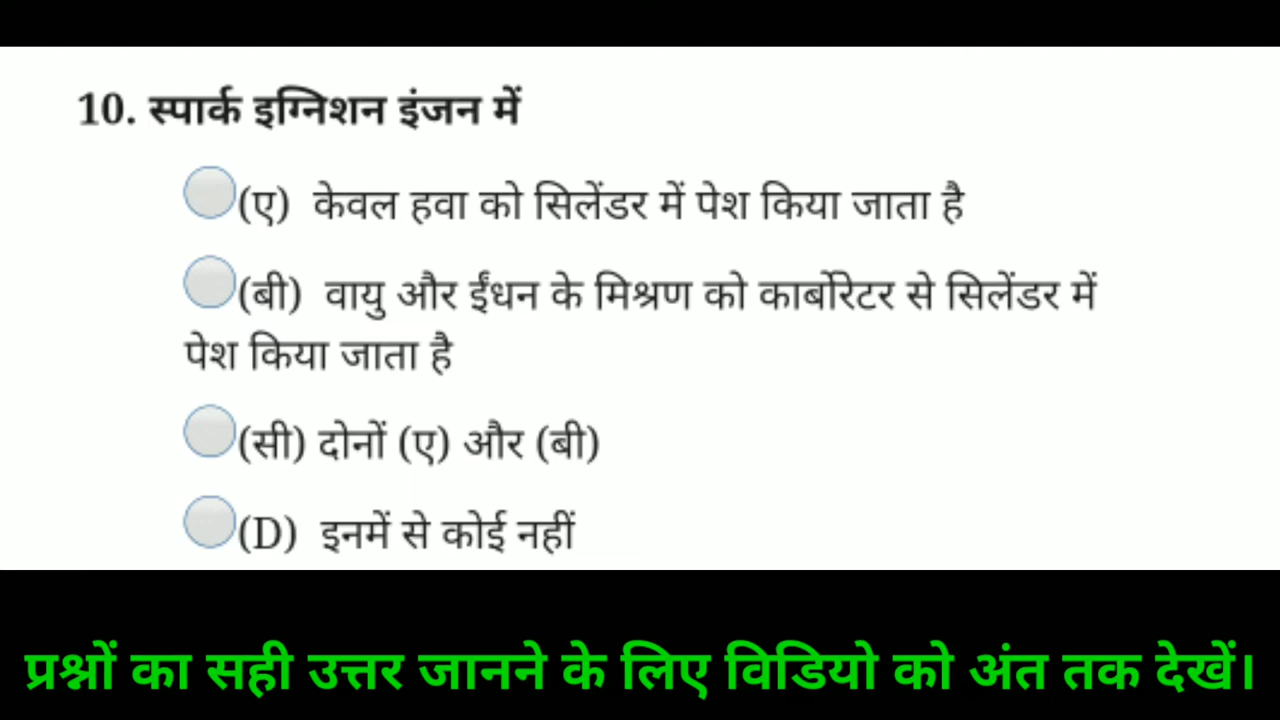 10. स्पार्क इग्निशन इंजन में
(ए) केवल हवा को सिलेंडर में पेश किया जाता है
(बी) वायु और ईंधन के मिश्रण को कार्बोरेटर से सिलेंडर में
पेश किया जाता है
(सी) दोनों (ए) और (बी)
(D) इनमें से कोई नहीं
प्रश्नों का सही उत्तर जानने के लिए विडियो को अंत तक देखें।